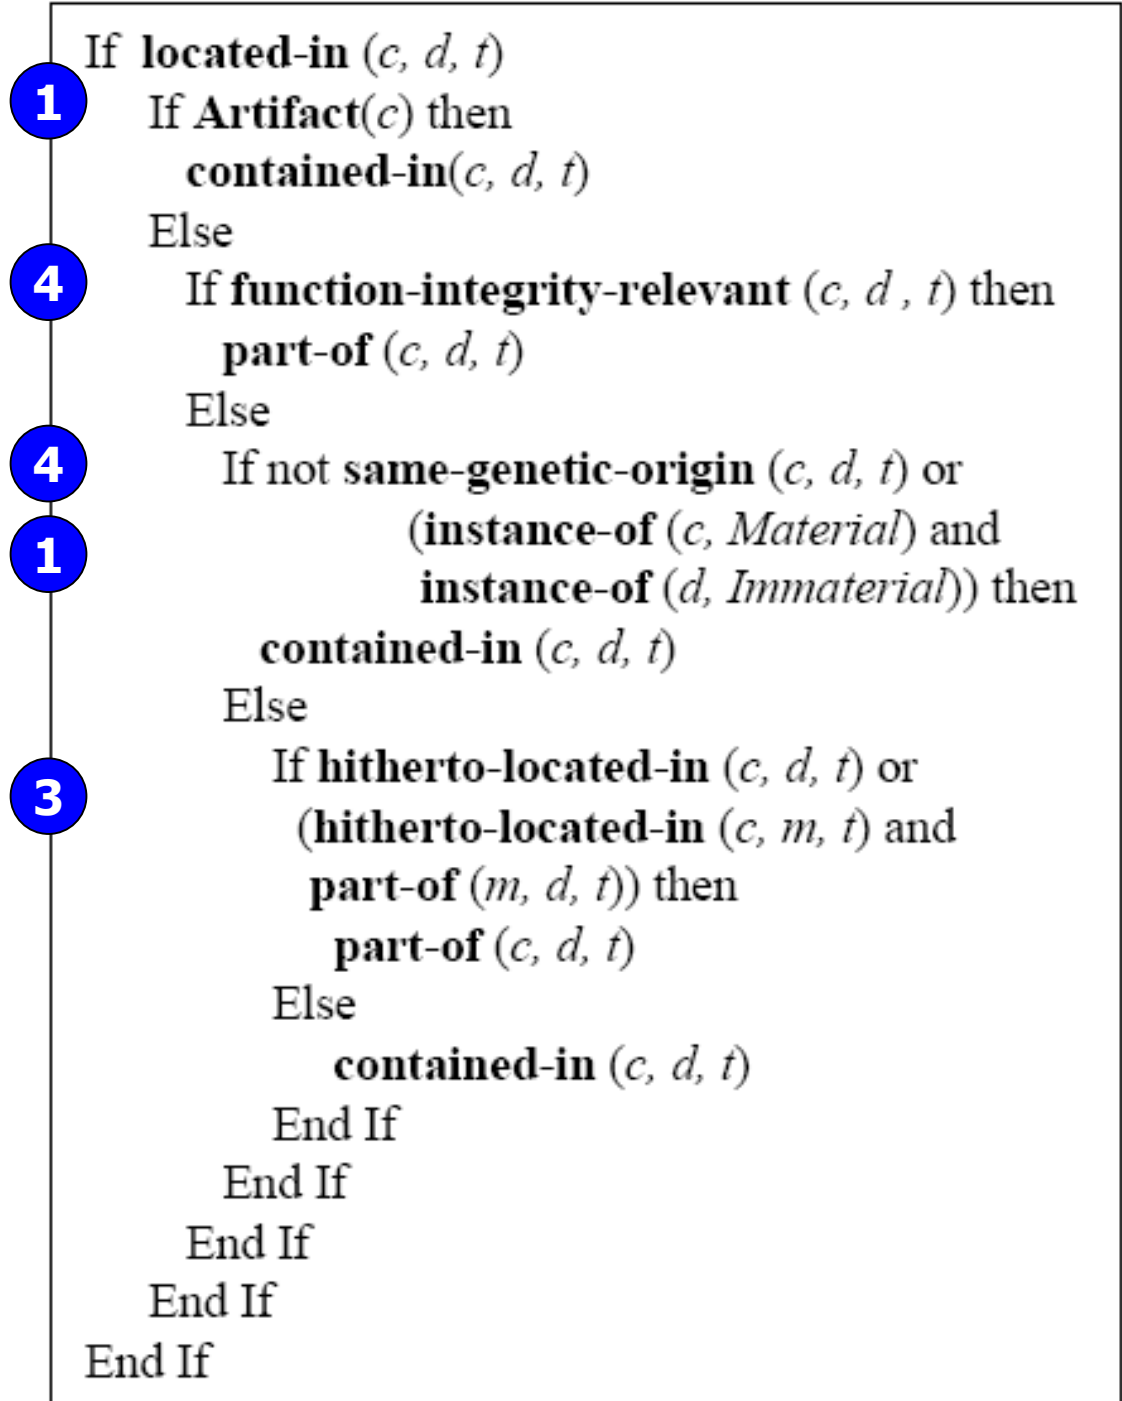 If located-in (c, d, t)
1
If Artifact(c) then
contained-in(c, d, t)
Else
4
If function-integrity-relevant (c, d , t) then
part-of (c, d, t)
Else
4
If not same-genetic-origin (c, d, t) or
1
(instance-of (c, Material) and
instance-of (d, Immaterial)) then
contained-in (c, d, t)
Else
3
If hitherto-located-in (c, d, t) or
(hitherto-located-in (c, m, t) and
part-of (m, d, t)) then
part-of (c, d, t)
Else
contained-in (c, d, t)
End If
End If
End If
End If
End If